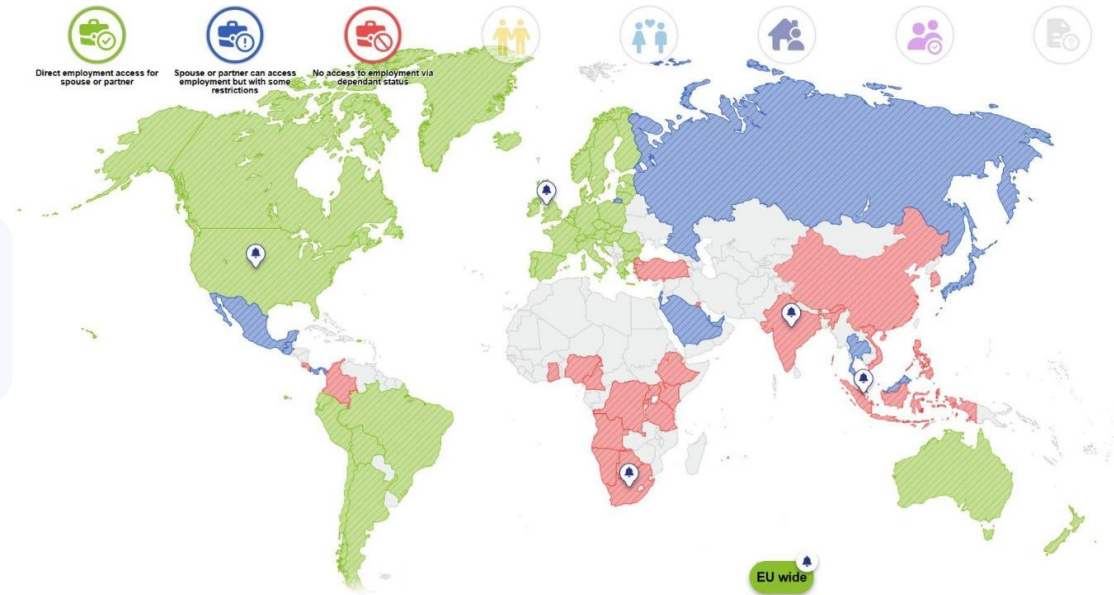 Direct employment access for
spouse or partner
Spouse or partner can access
employment but with some
restrictions
No access to employment via
dependant status
EU wide